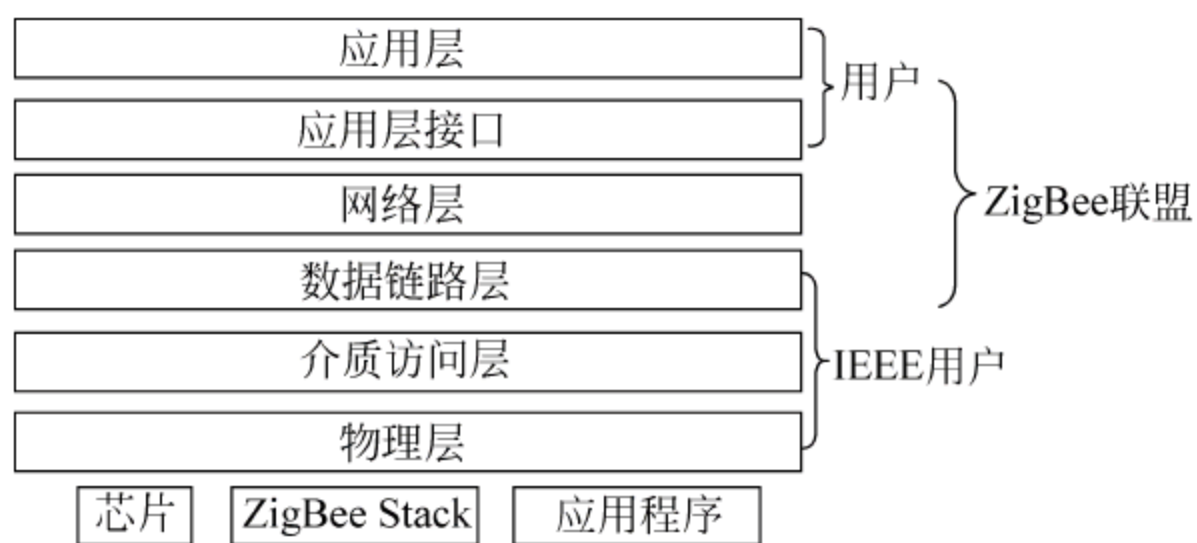 应用层
用户
应用层接口
网络层
ZigBee联盟
数据链路层
介质访问层
IEEE用户
物理层
芯片
ZigBee Stack
应用程序